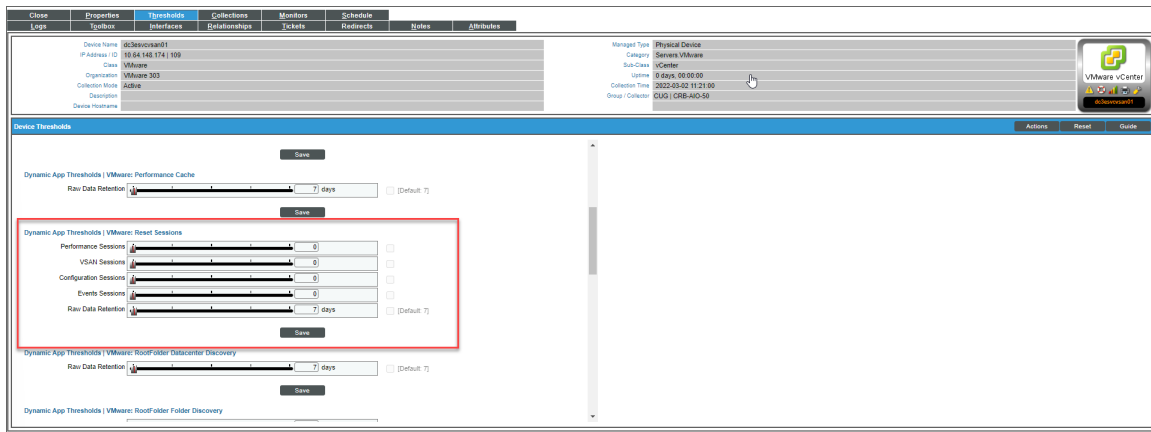 Close Properties Thresholds Collections Monitors Schedule
Logs Toolbox Interfaces Relationships Tickets Redirects Notes Attributes
Device Name dc3esvcvsan01 Managed Type Physical Device
IP Address / ID 10.64.148.174 | 109 Category Servers.VMware
Class VMware Sub-Class vCenter
Organization VMware 303 Uptime 0 days, 00:00:00
Collection Mode Active Collection Time 2022-03-02 11:21:00
Description Group / Collector CUG | CRB-AIO-50
Device Hostname
VMware vCenter
dc3esvcvsan01
Device Thresholds Actions Reset Guide
Save
Dynamic App Thresholds | VMware: Performance Cache
Raw Data Retention 7 days [Default: 7]
Save
Dynamic App Thresholds | VMware: Reset Sessions
Performance Sessions 0
VSAN Sessions 0
Configuration Sessions 0
Events Sessions 0
Raw Data Retention 7 days [Default: 7]
Save
Dynamic App Thresholds | VMware: RootFolder Datacenter Discovery
Raw Data Retention 7 days [Default: 7]
Save
Dynamic App Thresholds | VMware: RootFolder Folder Discovery